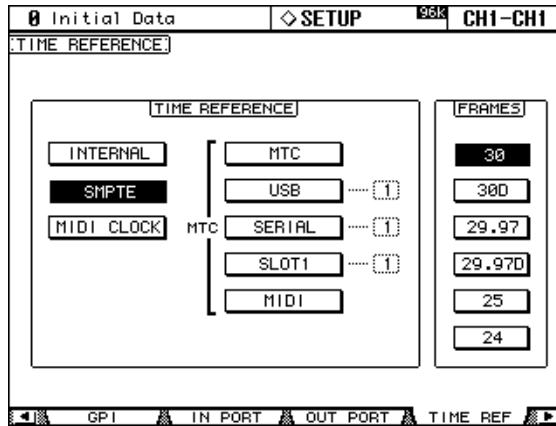 0 Initial Data ◇SETUP 96K CH1-CH1
TIME REFERENCE
TIME REFERENCE
FRAMES
INTERNAL
SMPTE
MIDI CLOCK
MTC
MTC
USB 1
SERIAL 1
SLOT1 1
MIDI
30
30D
29.97
29.97D
25
24
GPI IN PORT OUT PORT TIME REF